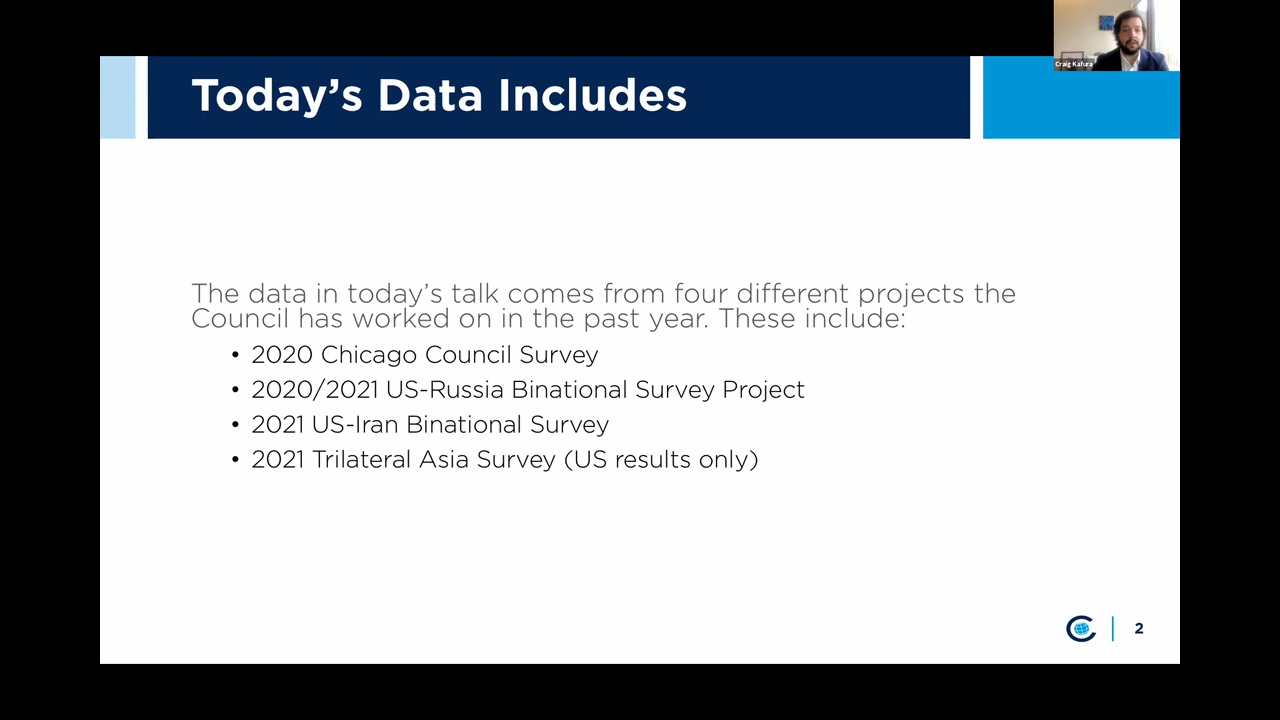 Craig Kafura
Today's Data Includes
The data in today's talk comes from four different projects the
Council has worked on in the past year. These include:
• 2020 Chicago Council Survey
• 2020/2021 US-Russia Binational Survey Project
• 2021 US-Iran Binational Survey
• 2021 Trilateral Asia Survey (US results only)
2